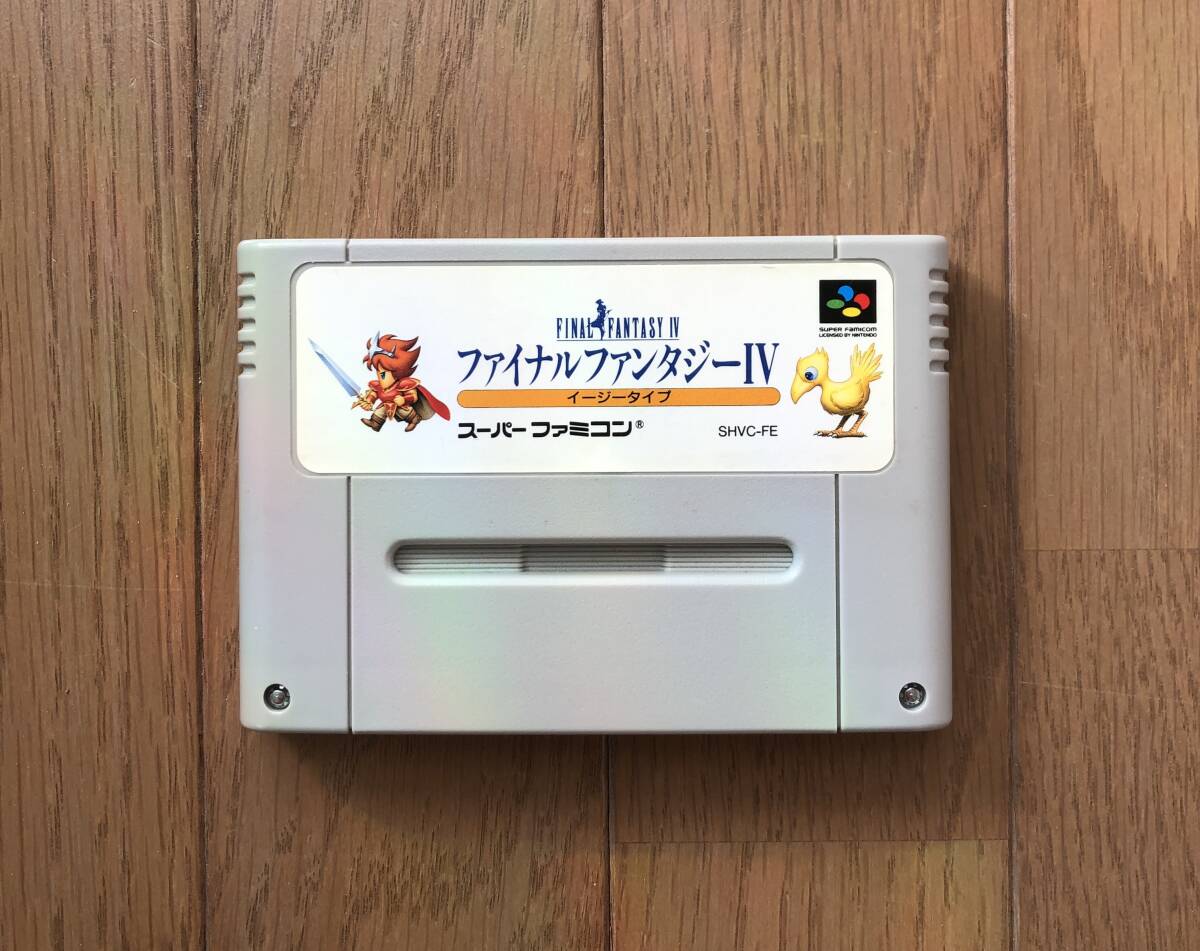 FINAL FANTASY IV
ファイナルファンタジーIV
イージータイプ
スーパーファミコン®
SHVC-FE
SUPER FAMICOM
LICENSED BY NINTENDO